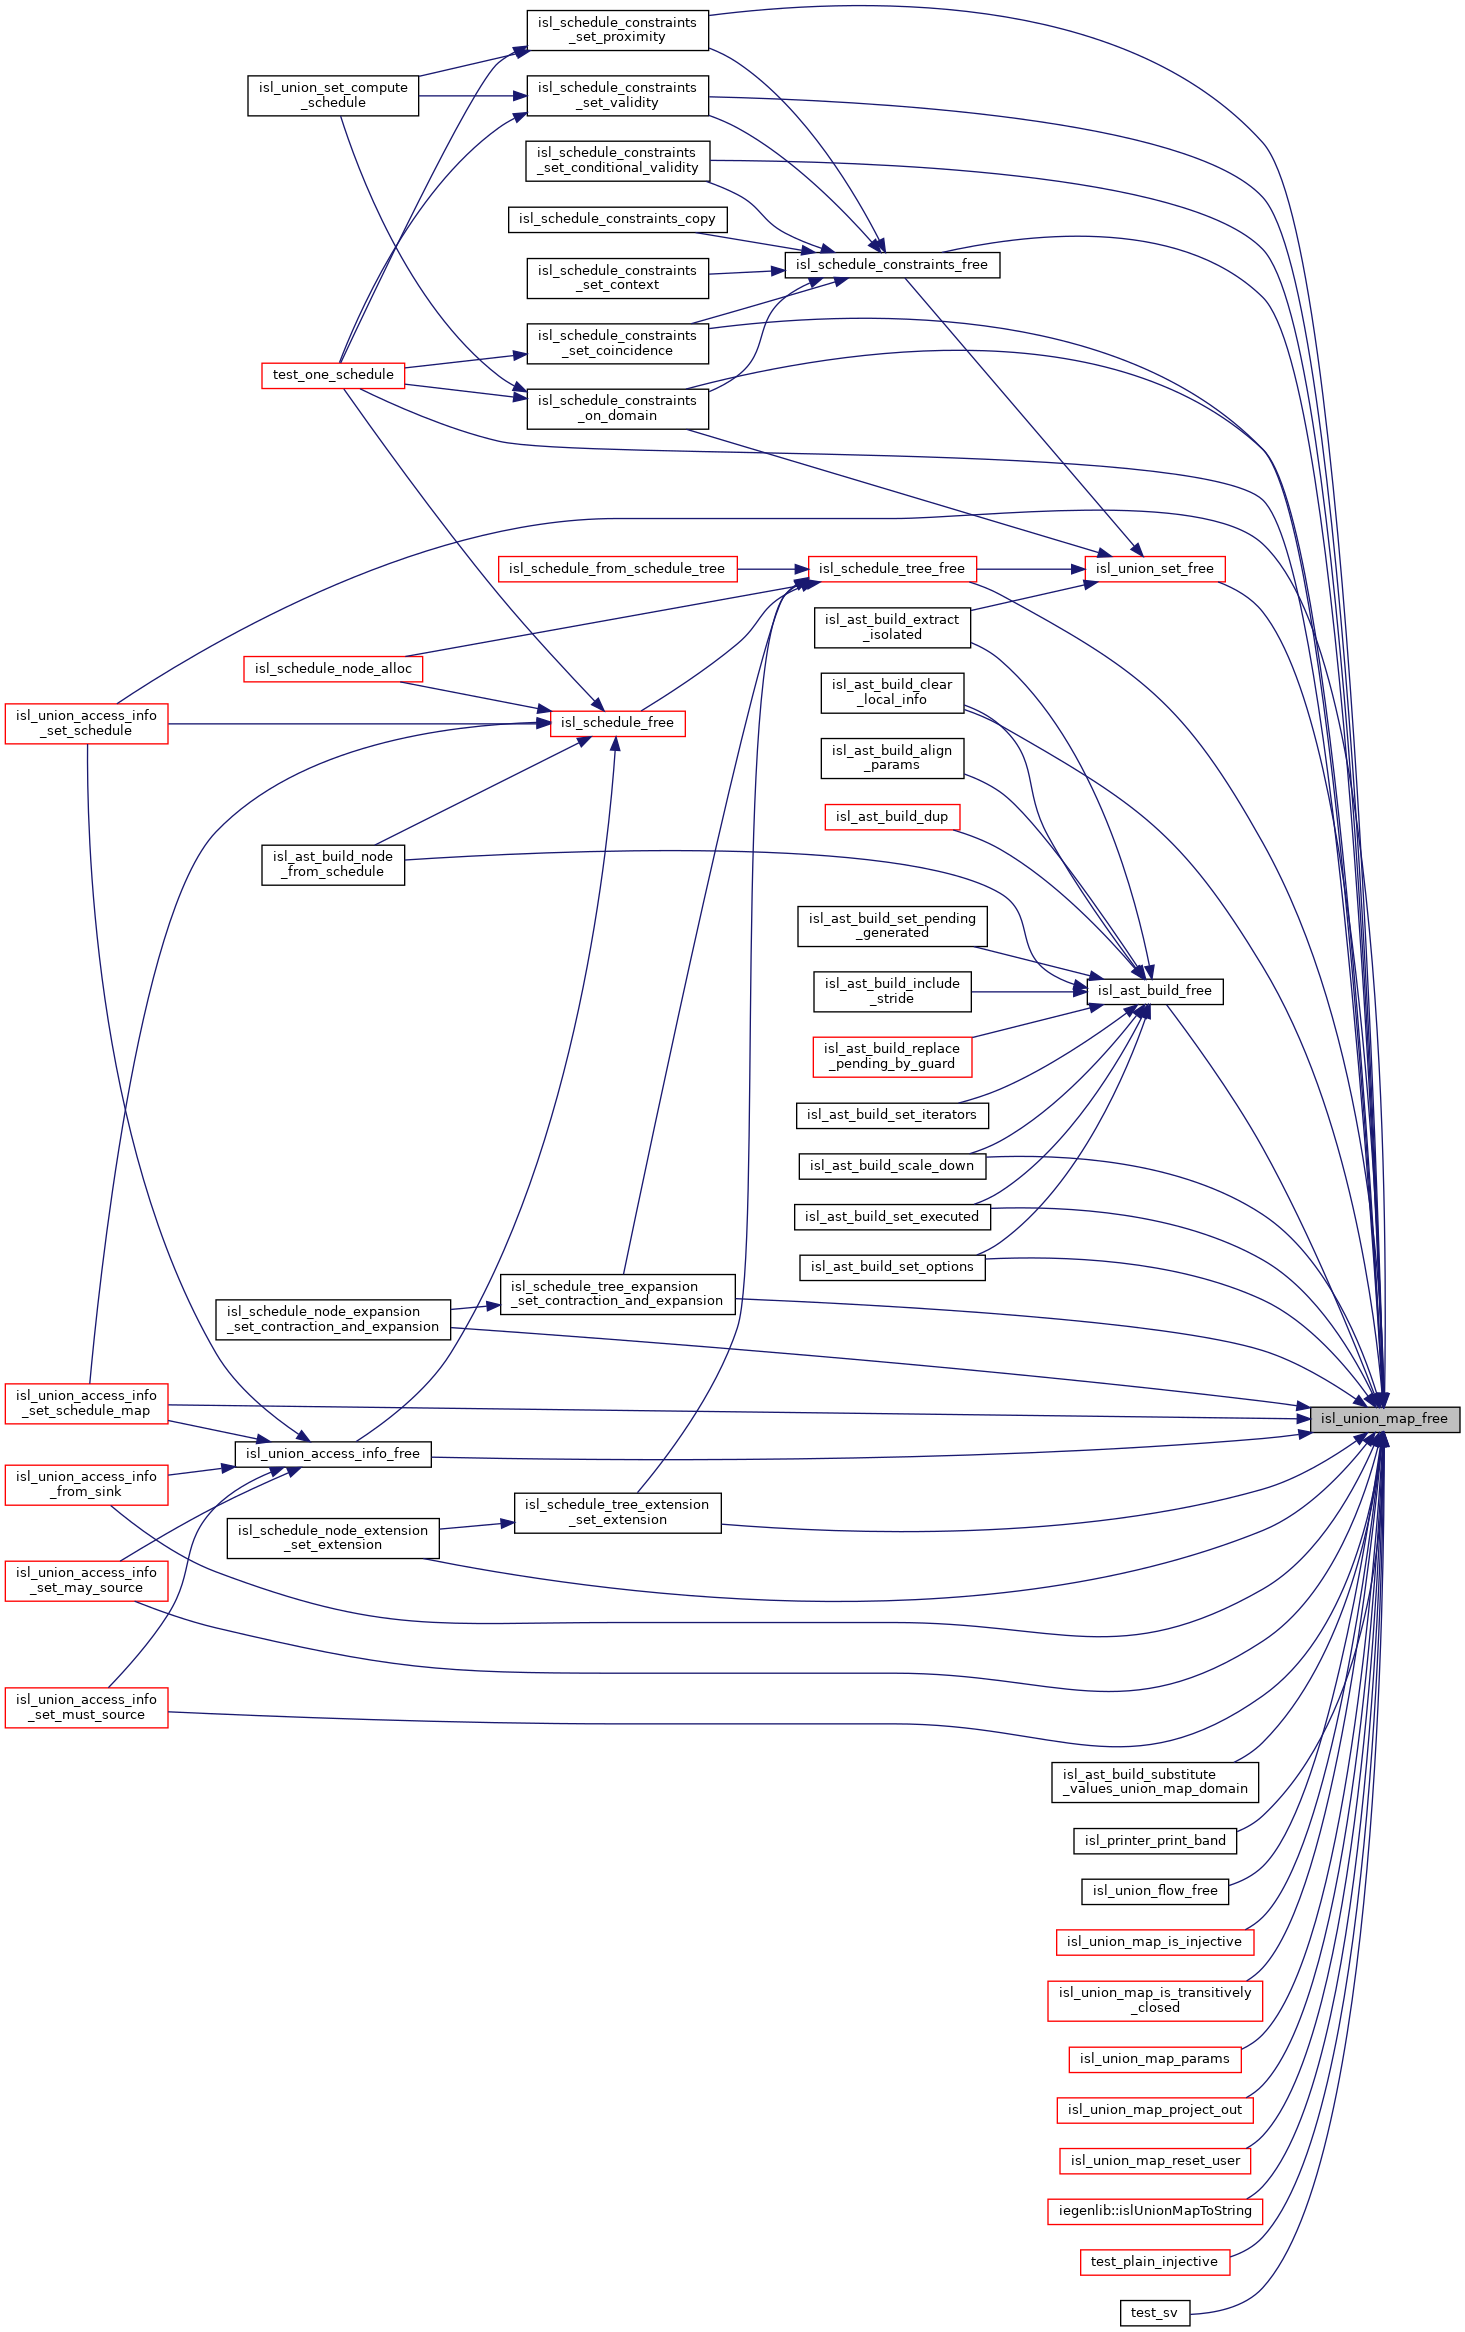 isl_schedule_constraints
_set_proximity
isl_union_set_compute
_schedule
isl_schedule_constraints
_set_validity
isl_schedule_constraints
_set_conditional_validity
isl_schedule_constraints_copy
isl_schedule_constraints_free
isl_schedule_constraints
_set_context
isl_schedule_constraints
_set_coincidence
test_one_schedule
isl_schedule_constraints
_on_domain
isl_schedule_from_schedule_tree
isl_schedule_tree_free
isl_union_set_free
isl_ast_build_extract
_isolated
isl_schedule_node_alloc
isl_ast_build_clear
_local_info
isl_union_access_info
_set_schedule
isl_schedule_free
isl_ast_build_align
_params
isl_ast_build_dup
isl_ast_build_node
_from_schedule
isl_ast_build_set_pending
_generated
isl_ast_build_include
_stride
isl_ast_build_free
isl_ast_build_replace
_pending_by_guard
isl_ast_build_set_iterators
isl_ast_build_scale_down
isl_ast_build_set_executed
isl_ast_build_set_options
isl_schedule_tree_expansion
_set_contraction_and_expansion
isl_schedule_node_expansion
_set_contraction_and_expansion
isl_union_access_info
_set_schedule_map
isl_union_map_free
isl_union_access_info_free
isl_union_access_info
_from_sink
isl_schedule_tree_extension
_set_extension
isl_schedule_node_extension
_set_extension
isl_union_access_info
_set_may_source
isl_union_access_info
_set_must_source
isl_ast_build_substitute
_values_union_map_domain
isl_printer_print_band
isl_union_flow_free
isl_union_map_is_injective
isl_union_map_is_transitively
_closed
isl_union_map_params
isl_union_map_project_out
isl_union_map_reset_user
iegenlib::islUnionMapToString
test_plain_injective
test_sv